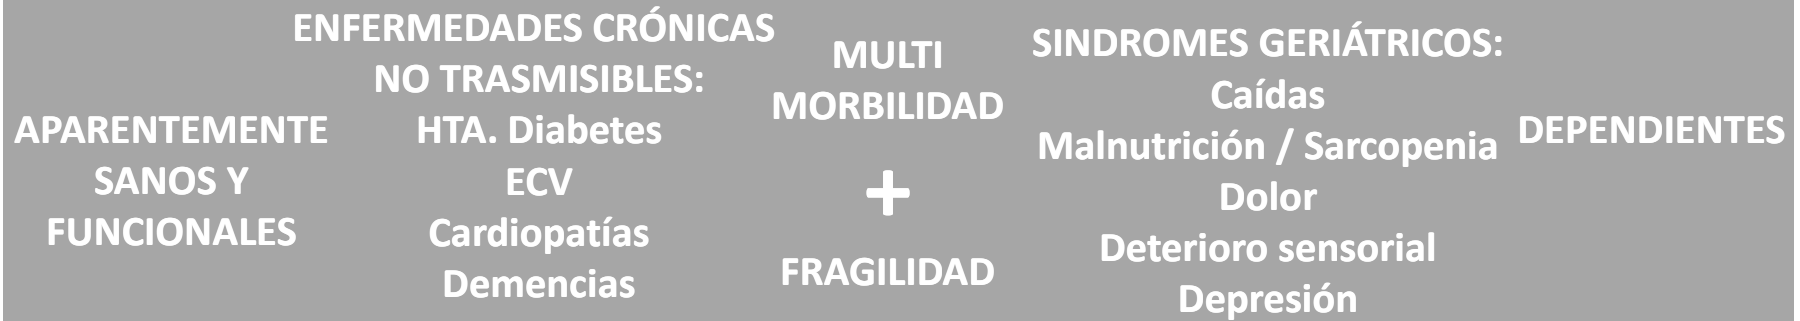 APARENTEMENTE
SANOS Y
FUNCIONALES
ENFERMEDADES CRÓNICAS
NO TRASMISIBLES:
HTA. Diabetes
ECV
Cardiopatías
Demencias
MULTI
MORBILIDAD
+
FRAGILIDAD
SINDROMES GERIÁTRICOS:
Caídas
Malnutrición / Sarcopenia
Dolor
Deterioro sensorial
Depresión
DEPENDIENTES